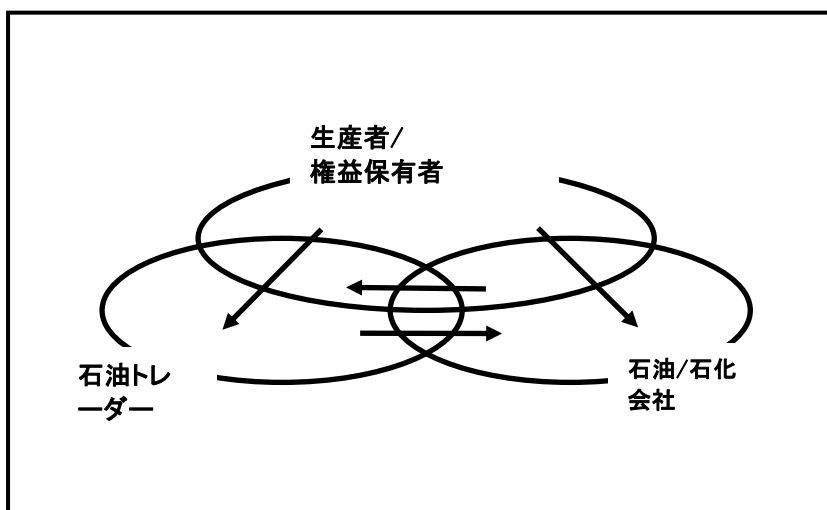 生産者/
権益保有者
石油トレ
ーダー
石油/石化
会社